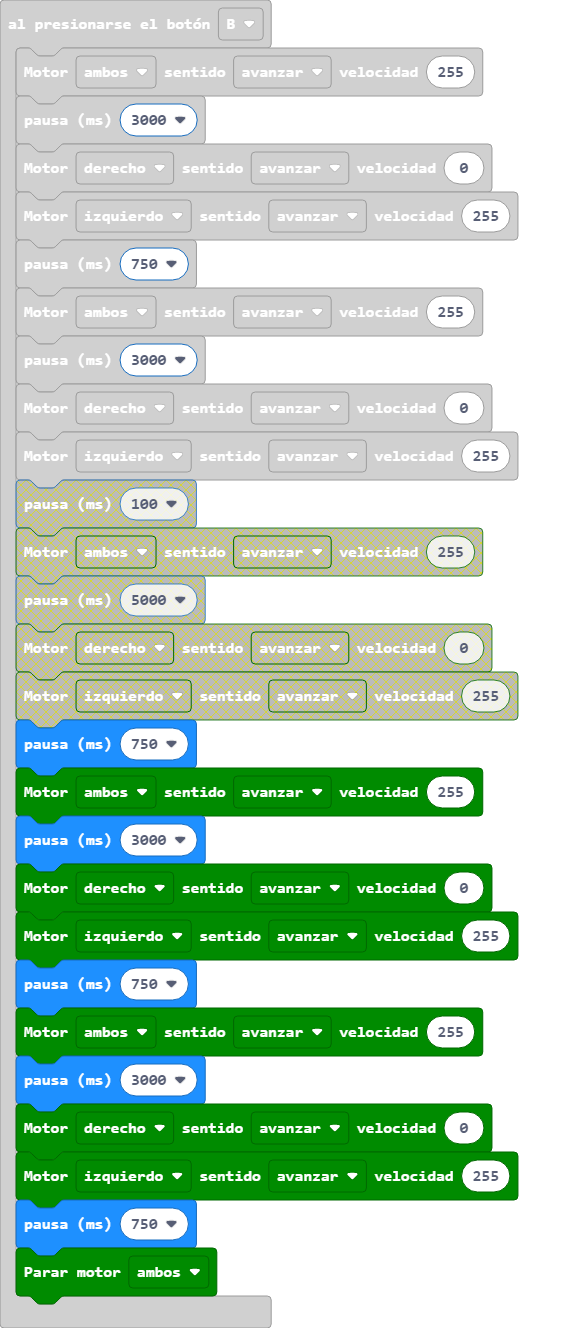 al presionarse el botón B
Motor ambos sentido avanzar velocidad 255
pausa (ms) 3000
Motor derecho sentido avanzar velocidad 0
Motor izquierdo sentido avanzar velocidad 255
pausa (ms) 750
Motor ambos sentido avanzar velocidad 255
pausa (ms) 3000
Motor derecho sentido avanzar velocidad 0
Motor izquierdo sentido avanzar velocidad 255
pausa (ms) 100
Motor ambos sentido avanzar velocidad 255
pausa (ms) 5000
Motor derecho sentido avanzar velocidad 0
Motor izquierdo sentido avanzar velocidad 255
pausa (ms) 750
Motor ambos sentido avanzar velocidad 255
pausa (ms) 3000
Motor derecho sentido avanzar velocidad 0
Motor izquierdo sentido avanzar velocidad 255
pausa (ms) 750
Motor ambos sentido avanzar velocidad 255
pausa (ms) 3000
Motor derecho sentido avanzar velocidad 0
Motor izquierdo sentido avanzar velocidad 255
pausa (ms) 750
Parar motor ambos